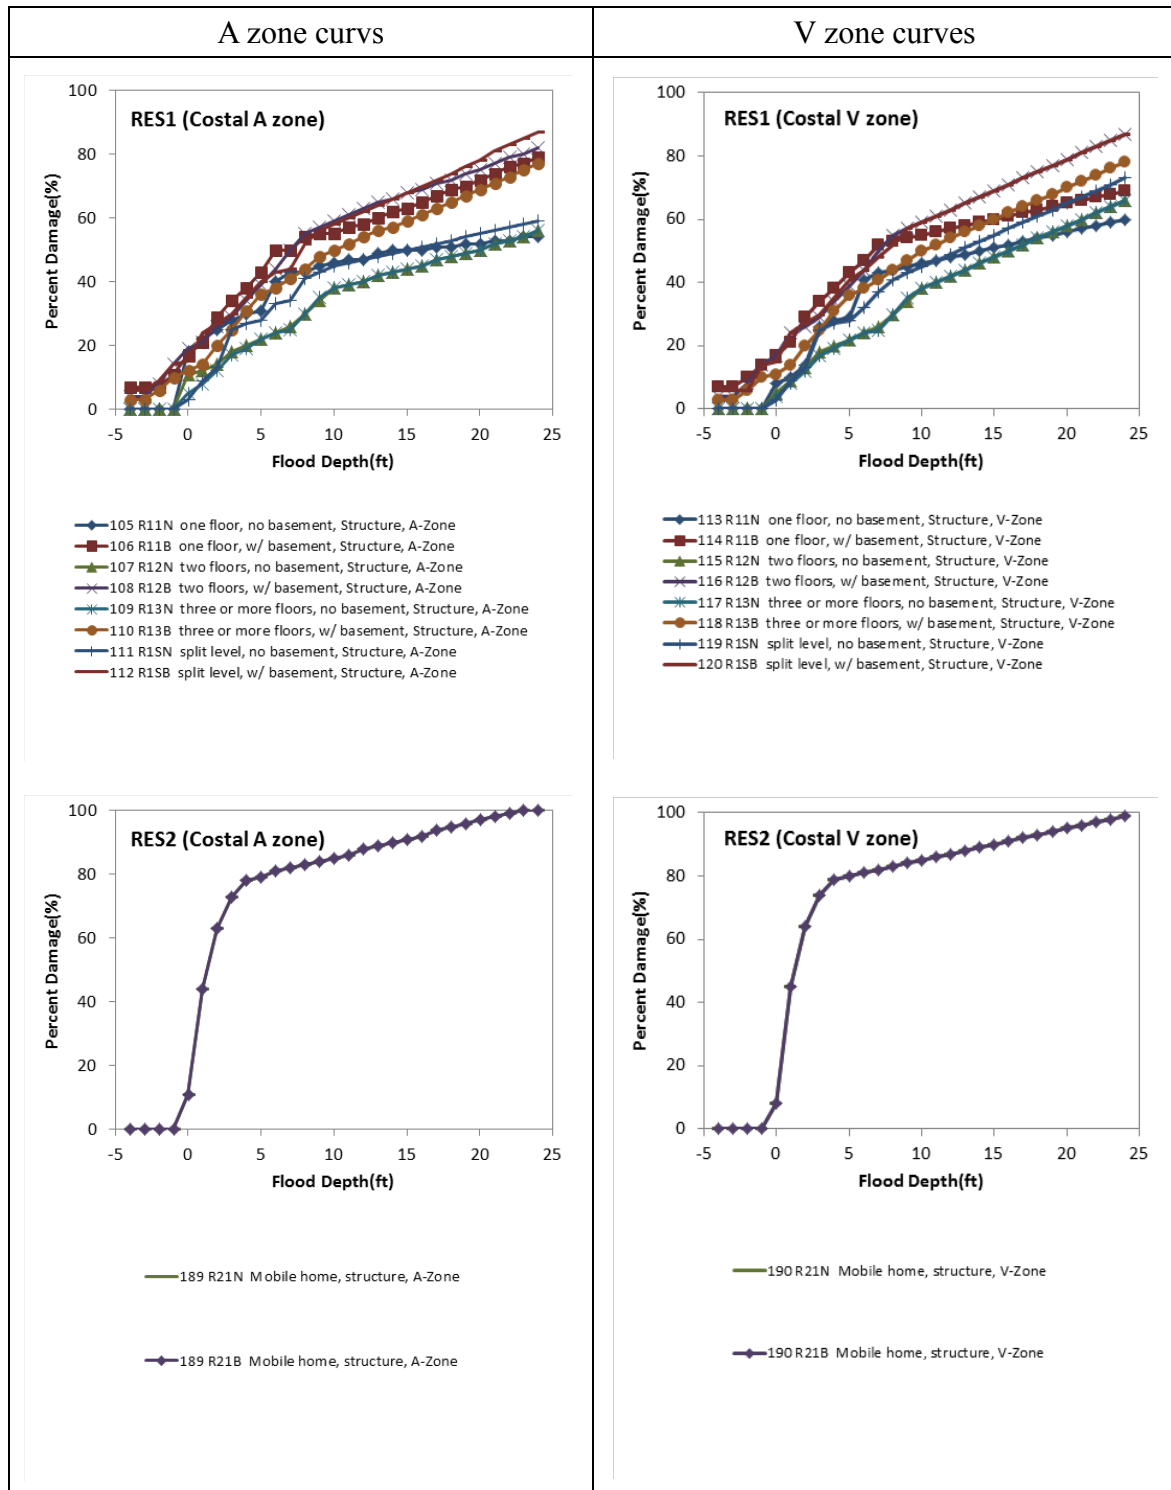 A zone curvs
V zone curves
RES1 (Costal A zone)
Percent Damage(%)
100
80
60
40
20
0
-5 0 5 10 15 20 25
Flood Depth(ft)
105 R11N one floor, no basement, Structure, A-Zone
106 R11B one floor, w/ basement, Structure, A-Zone
107 R12N two floors, no basement, Structure, A-Zone
108 R12B two floors, w/ basement, Structure, A-Zone
109 R13N three or more floors, no basement, Structure, A-Zone
110 R13B three or more floors, w/ basement, Structure, A-Zone
111 R1SN split level, no basement, Structure, A-Zone
112 R1SB split level, w/ basement, Structure, A-Zone
RES1 (Costal V zone)
Percent Damage(%)
100
80
60
40
20
0
-5 0 5 10 15 20 25
Flood Depth(ft)
113 R11N one floor, no basement, Structure, V-Zone
114 R11B one floor, w/ basement, Structure, V-Zone
115 R12N two floors, no basement, Structure, V-Zone
116 R12B two floors, w/ basement, Structure, V-Zone
117 R13N three or more floors, no basement, Structure, V-Zone
118 R13B three or more floors, w/ basement, Structure, V-Zone
119 R1SN split level, no basement, Structure, V-Zone
120 R1SB split level, w/ basement, Structure, V-Zone
RES2 (Costal A zone)
Percent Damage(%)
100
80
60
40
20
0
-5 0 5 10 15 20 25
Flood Depth(ft)
189 R21N Mobile home, structure, A-Zone
189 R21B Mobile home, structure, A-Zone
RES2 (Costal V zone)
Percent Damage(%)
100
80
60
40
20
0
-5 0 5 10 15 20 25
Flood Depth(ft)
190 R21N Mobile home, structure, V-Zone
190 R21B Mobile home, structure, V-Zone